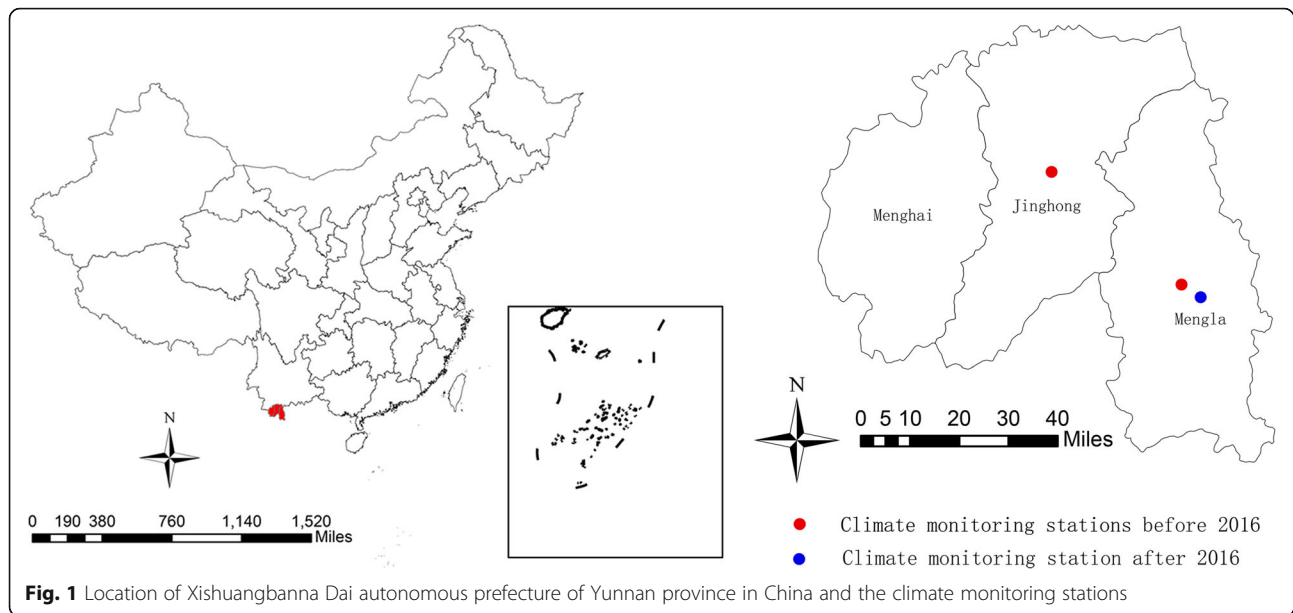 Menghai
Jinghong
Mengla
N
0 190 380 760 1,140 1,520
Miles
N
0 5 10 20 30 40
Miles
Climate monitoring stations before 2016
Climate monitoring station after 2016
Fig. 1 Location of Xishuangbanna Dai autonomous prefecture of Yunnan province in China and the climate monitoring stations